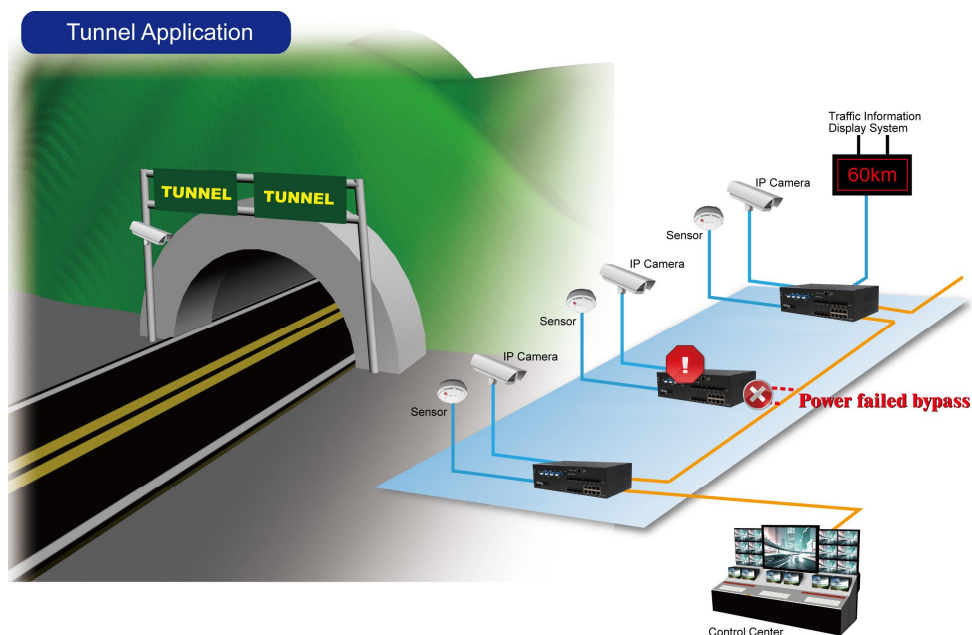 Tunnel Application
Traffic Information
Display System
60km
IP Camera
Sensor
TUNNEL TUNNEL
IP Camera
Sensor
IP Camera
Sensor
Power failed bypass
Control Center